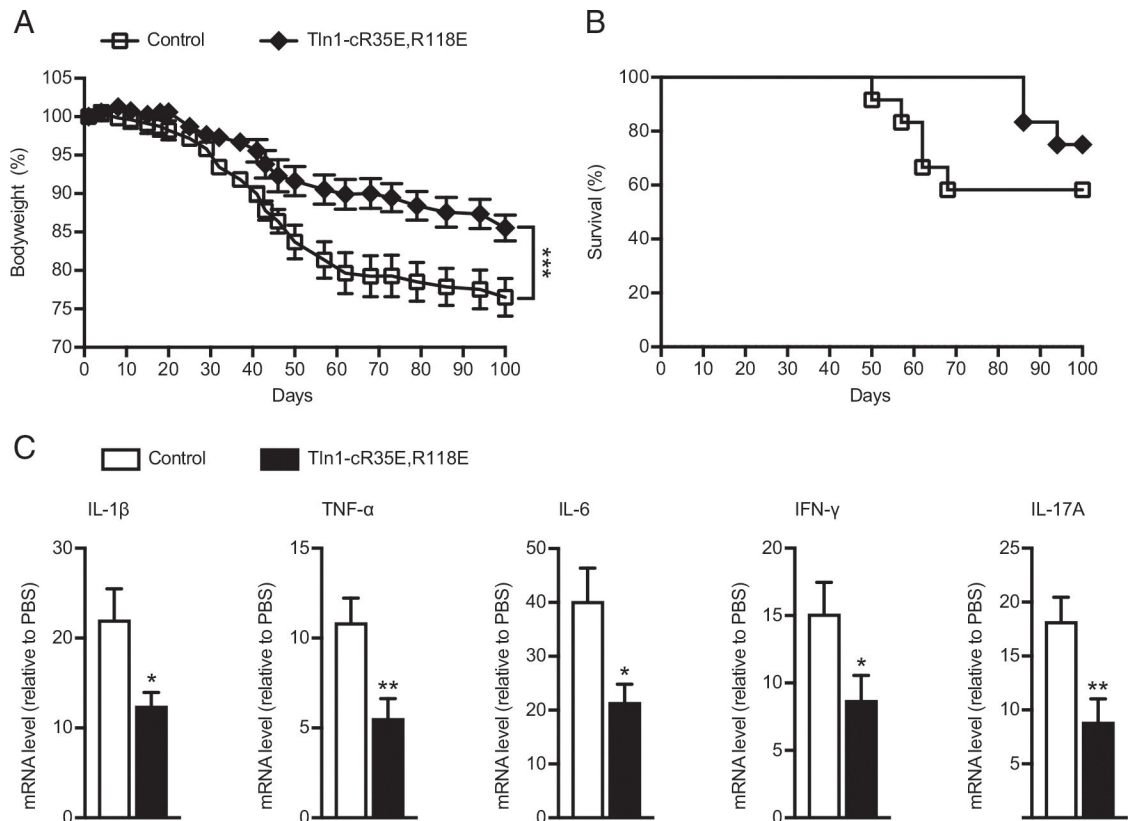 A
Control
Tln1-cR35E,R118E
Bodyweight (%)
105
100
95
90
85
80
75
70
0 10 20 30 40 50 60 70 80 90 100
Days
***
B
Survival (%)
100
80
60
40
20
0
0 10 20 30 40 50 60 70 80 90 100
Days
C
Control
Tln1-cR35E,R118E
IL-1β
mRNA level (relative to PBS)
30
20
10
0
*
TNF-α
mRNA level (relative to PBS)
15
10
5
0
**
IL-6
mRNA level (relative to PBS)
50
40
30
20
10
0
*
IFN-γ
mRNA level (relative to PBS)
20
15
10
5
0
*
IL-17A
mRNA level (relative to PBS)
25
20
15
10
5
**